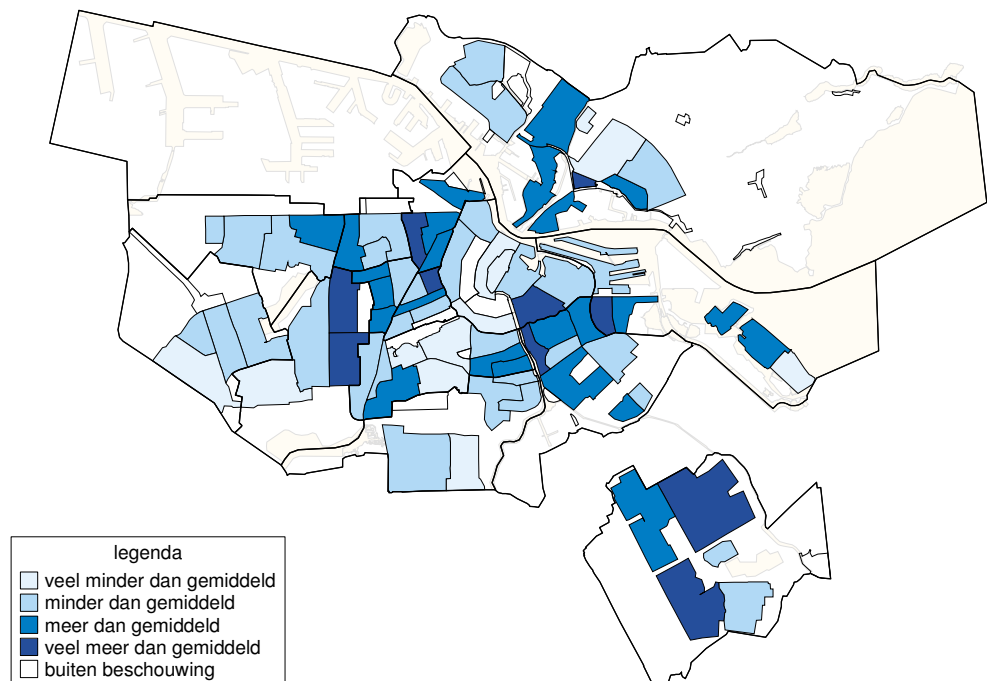 legenda
veel minder dan gemiddeld
minder dan gemiddeld
meer dan gemiddeld
veel meer dan gemiddeld
buiten beschouwing